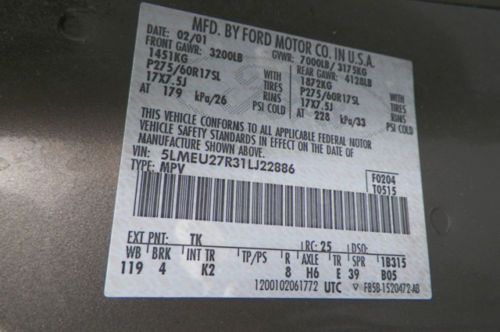 MFD. BY FORD MOTOR CO. IN U.S.A.
DATE: 02/01 GVWR: 7000LB/ 3175KG
FRONT GAWR: 3200LB REAR GAWR: 4128LB
1451KG WITH 1872KG WITH
P275/60R17SL TIRES P275/60R17SL TIRES
17X7.5J RIMS 17X7.5J RIMS
AT 179 kPa/26 PSI COLD AT 228 kPa/33 PSI COLD
THIS VEHICLE CONFORMS TO ALL APPLICABLE FEDERAL MOTOR
VEHICLE SAFETY STANDARDS IN EFFECT ON THE DATE OF
MANUFACTURE SHOWN ABOVE.
VIN: 5LMEU27R31LJ22886
TYPE: MPV
F0204
T0515
EXT PNT: TK RC: 25 DSO:
WB BRK INT TR TP/PS R AXLE TR SPR 1B315
119 4 K2 8 H6 E 39 B05
1200102061772 UTC F85B-1520472-AB